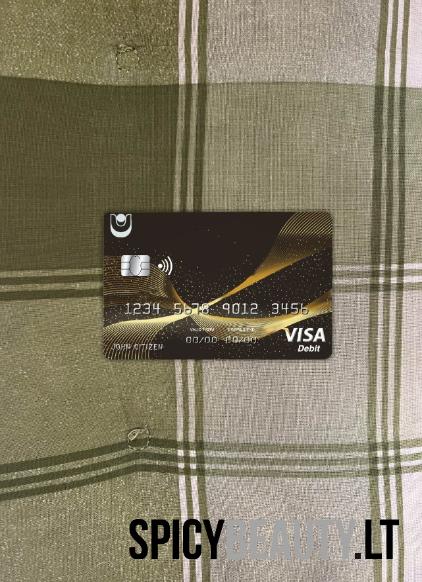 1234 5678 9012 3456
00/00 00/00
JOHN CITIZEN
VISA
Debit
SPICYBEAUTY.LT